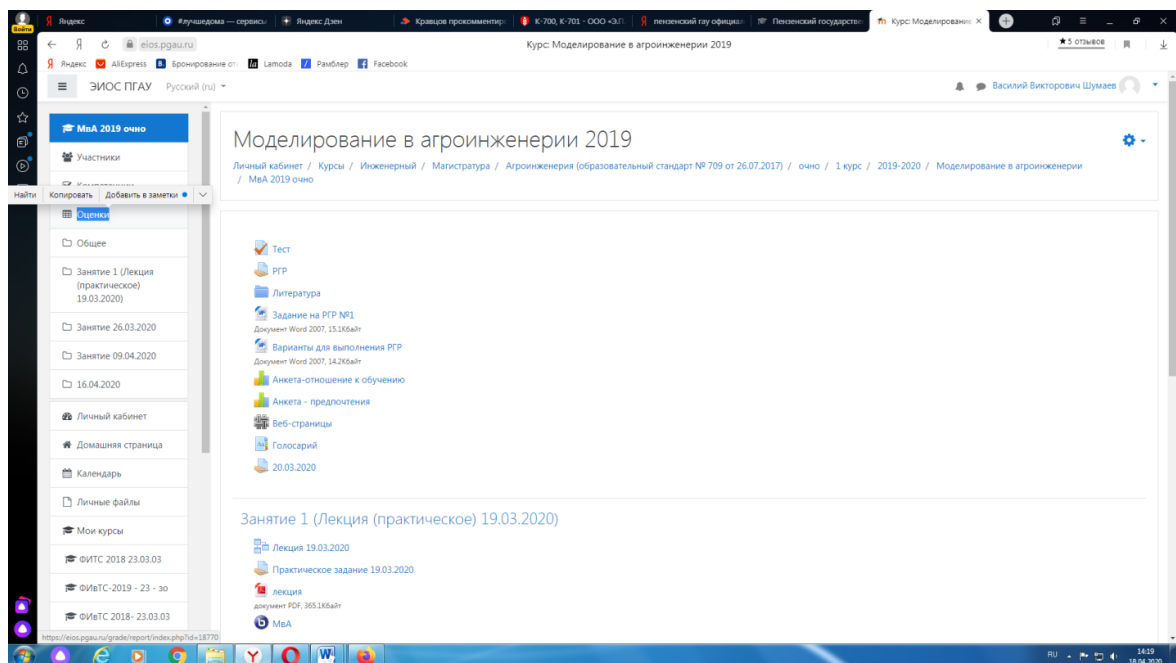 Войти
Яндекс
#лучшедома — сервисы
Яндекс Дзен
Кравцов прокомментир
К-700, К-701 - ООО «Э.П.
пензенский гау официал
Пензенский государстве
Курс: Моделирование
eios.pgau.ru
Курс: Моделирование в агроинженерии 2019
★ 5 отзывов
Яндекс
AliExpress
Бронирование от
Lamoda
Рамблер
Facebook
ЭИОС ПГАУ Русский (ru)
Василий Викторович Шумаев
МвА 2019 очно
Участники
Найти Копировать Добавить в заметки
Оценки
Общее
Занятие 1 (Лекция
(практическое)
19.03.2020)
Занятие 26.03.2020
Занятие 09.04.2020
16.04.2020
Личный кабинет
Домашняя страница
Календарь
Личные файлы
Мои курсы
ФИТС 2018 23.03.03
ФИвТС-2019 - 23 - зо
ФИвТС 2018- 23.03.03
Моделирование в агроинженерии 2019
Личный кабинет / Курсы / Инженерный / Магистратура / Агроинженерия (образовательный стандарт № 709 от 26.07.2017) / очно / 1 курс / 2019-2020 / Моделирование в агроинженерии
/ МвА 2019 очно
Тест
РГР
Литература
Задание на РГР №1
Документ Word 2007, 15.1Кбайт
Варианты для выполнения РГР
Документ Word 2007, 14.2Кбайт
Анкета-отношение к обучению
Анкета - предпочтения
Веб-страницы
Голосарий
20.03.2020
Занятие 1 (Лекция (практическое) 19.03.2020)
Лекция 19.03.2020
Практическое задание 19.03.2020
лекция
документ PDF, 365.1Кбайт
МвА
https://eios.pgau.ru/grade/report/index.php?id=18770
RU
14:19
18.04.2020